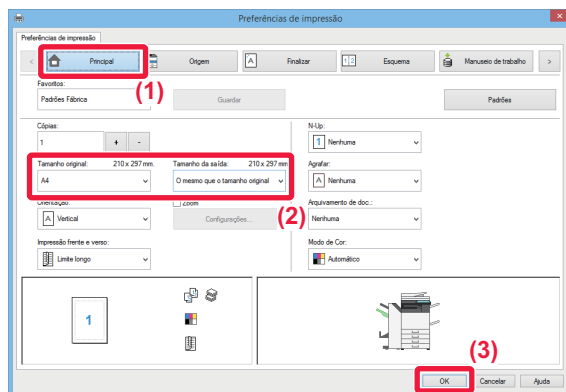 Preferências de impressão
Preferências de impressão
< Principal Origem A Finalizar 1 2 Esquema Manuseio de trabalho >
(1)
Favoritos:
Padrões Fábrica Guardar Padrões
Cópias:
1 + -
Tamanho original: 210 x 297 mm.
A4
Tamanho da saída: 210 x 297 mm
O mesmo que o tamanho original
(2)
Orientação:
A Vertical
Zoom
Configurações...
Impressão frente e verso:
Limite longo
N-Up:
1 Nenhuma
Agrafar:
A Nenhuma
Arquivamento de doc.:
Nenhuma
Modo de Cor:
Automático
1
(3)
OK Cancelar Ajuda